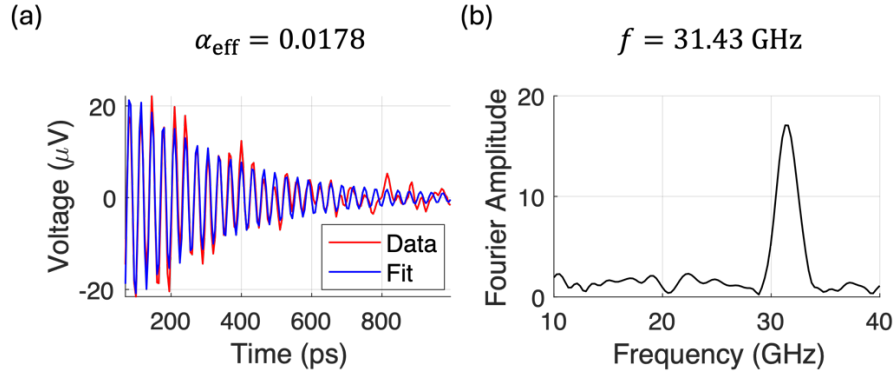 (a)
α_eff = 0.0178
20
0
-20
Voltage (μV)
200 400 600 800
Time (ps)
Data
Fit
(b)
f = 31.43 GHz
20
10
0
Fourier Amplitude
10 20 30 40
Frequency (GHz)